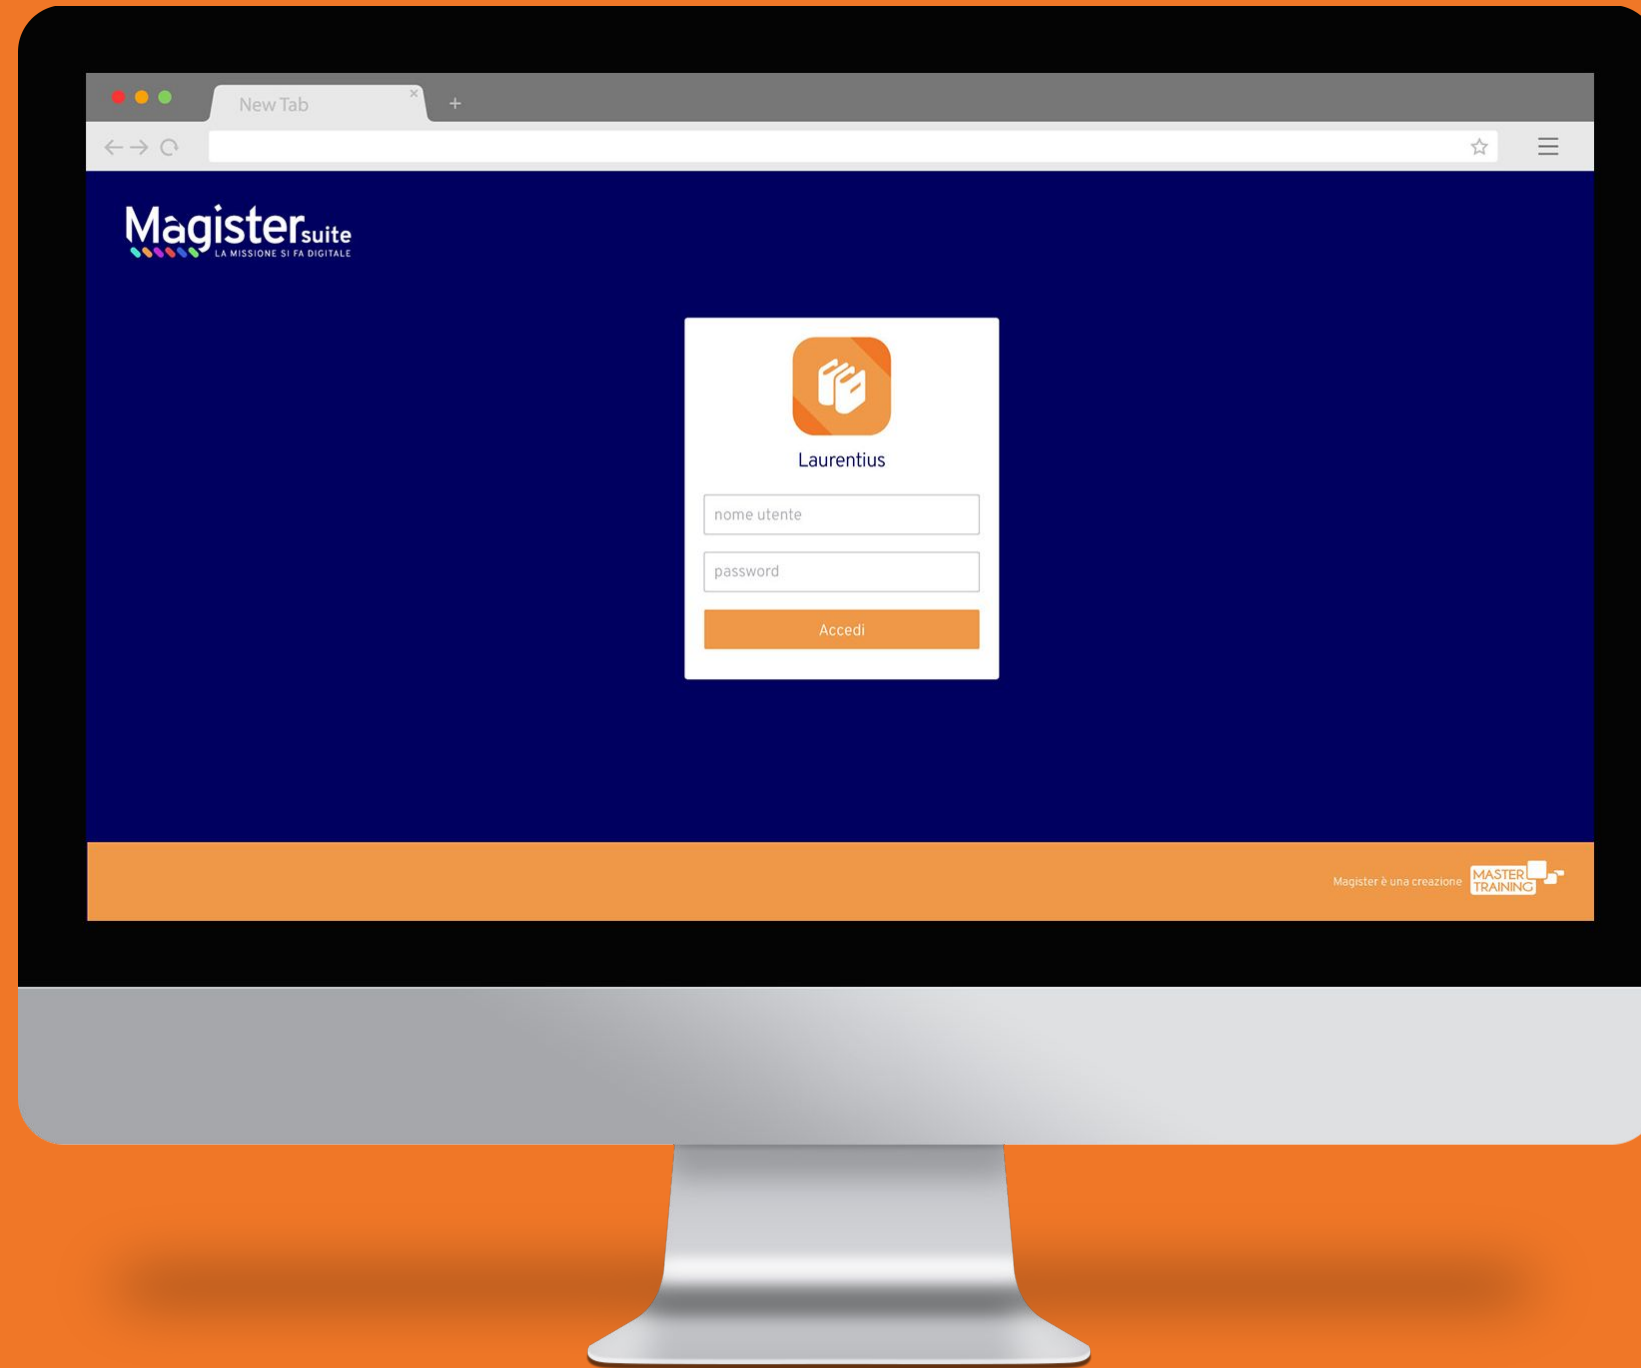 New Tab
Magister suite
LA MISSIONE SI FA DIGITALE
Laurentius
nome utente
password
Accedi
Magister è una creazione MASTER
TRAINING